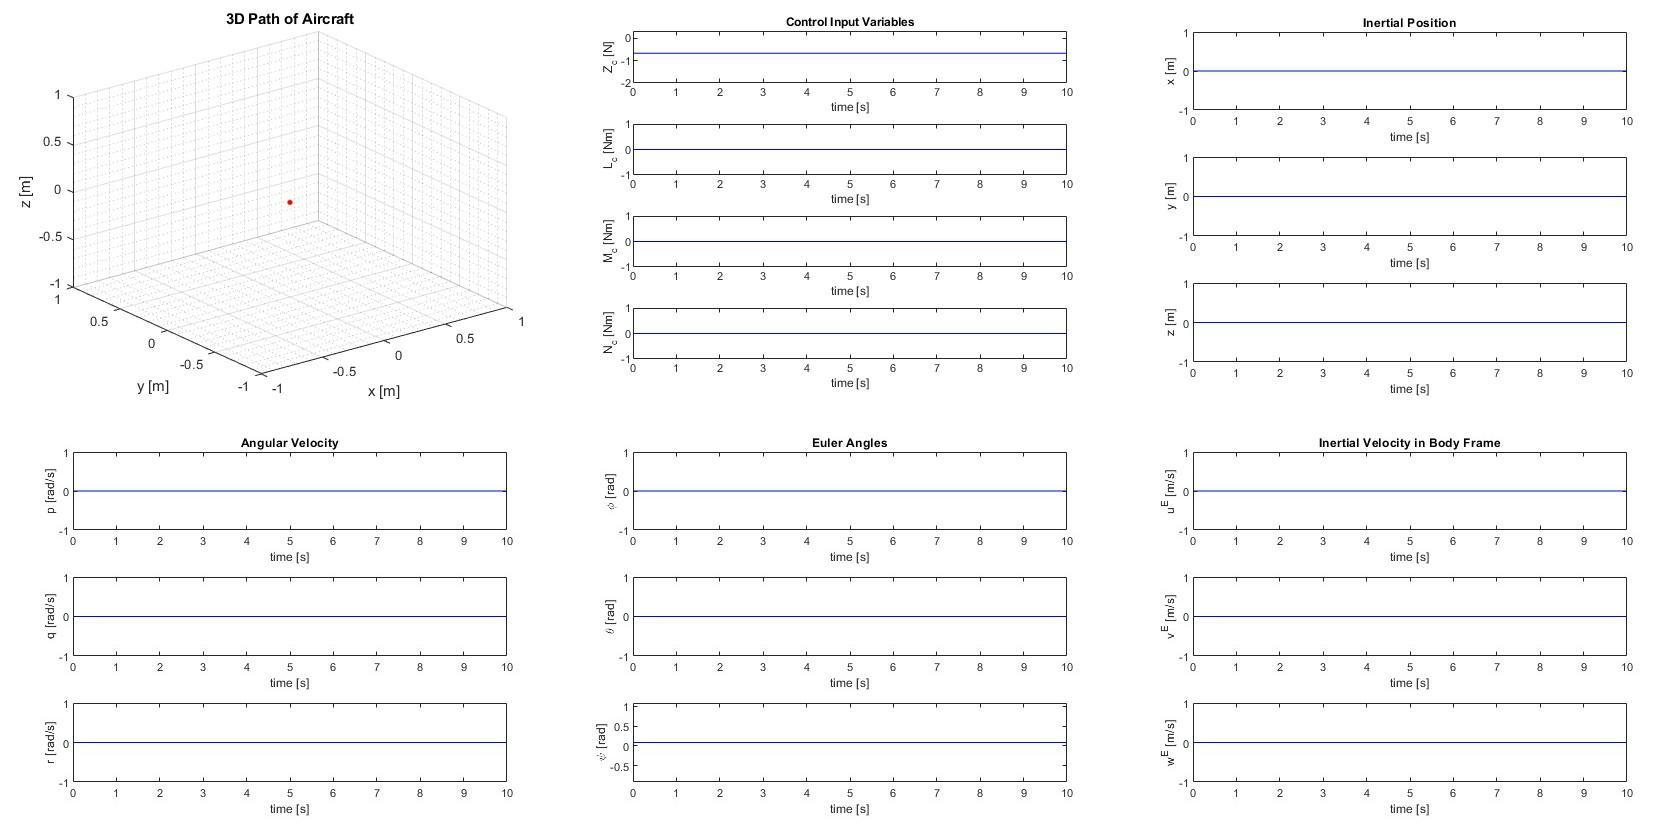 3D Path of Aircraft
1
0.5
0
-0.5
-1
z [m]
1
0.5
0
-0.5
-1
y [m]
-1
-0.5
0
0.5
1
x [m]
Control Input Variables
0
-1
-2
Z_c [N]
0 1 2 3 4 5 6 7 8 9 10
time [s]
1
0
-1
L_c [Nm]
0 1 2 3 4 5 6 7 8 9 10
time [s]
1
0
-1
M_c [Nm]
0 1 2 3 4 5 6 7 8 9 10
time [s]
1
0
-1
N_c [Nm]
0 1 2 3 4 5 6 7 8 9 10
time [s]
Inertial Position
1
0
-1
x [m]
0 1 2 3 4 5 6 7 8 9 10
time [s]
1
0
-1
y [m]
0 1 2 3 4 5 6 7 8 9 10
time [s]
1
0
-1
z [m]
0 1 2 3 4 5 6 7 8 9 10
time [s]
Angular Velocity
1
0
-1
p [rad/s]
0 1 2 3 4 5 6 7 8 9 10
time [s]
1
0
-1
q [rad/s]
0 1 2 3 4 5 6 7 8 9 10
time [s]
1
0
-1
r [rad/s]
0 1 2 3 4 5 6 7 8 9 10
time [s]
Euler Angles
1
0
-1
ϕ [rad]
0 1 2 3 4 5 6 7 8 9 10
time [s]
1
0
-1
θ [rad]
0 1 2 3 4 5 6 7 8 9 10
time [s]
1
0.5
0
-0.5
ψ [rad]
0 1 2 3 4 5 6 7 8 9 10
time [s]
Inertial Velocity in Body Frame
1
0
-1
u^E [m/s]
0 1 2 3 4 5 6 7 8 9 10
time [s]
1
0
-1
v^E [m/s]
0 1 2 3 4 5 6 7 8 9 10
time [s]
1
0
-1
w^E [m/s]
0 1 2 3 4 5 6 7 8 9 10
time [s]